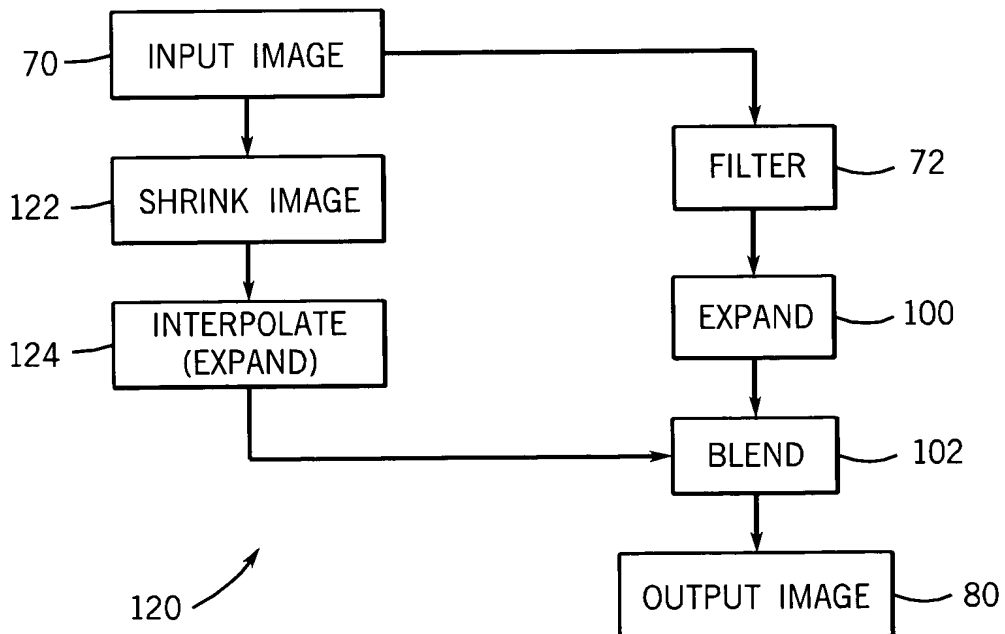 70
INPUT IMAGE
FILTER
72
122
SHRINK IMAGE
124
INTERPOLATE
(EXPAND)
EXPAND
100
BLEND
102
120
OUTPUT IMAGE
80